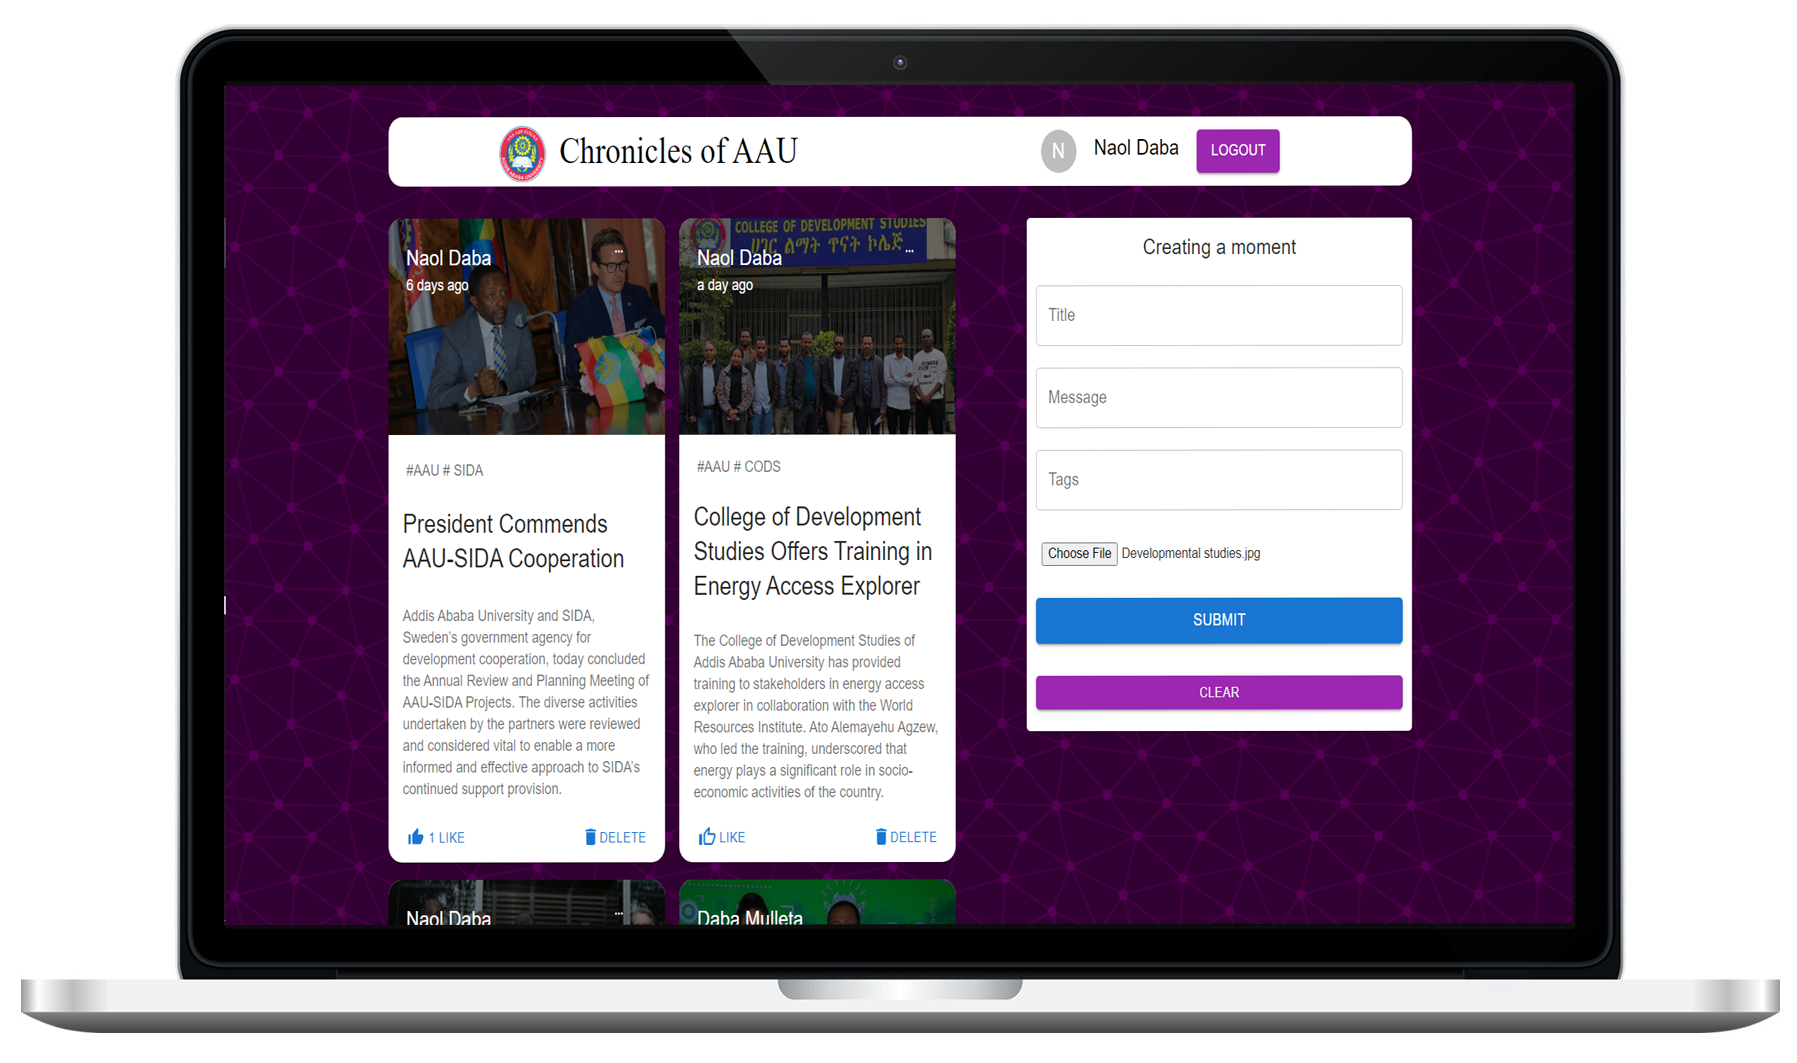 Chronicles of AAU
N
Naol Daba
LOGOUT
Naol Daba
...
6 days ago
#AAU # SIDA
President Commends
AAU-SIDA Cooperation
Addis Ababa University and SIDA,
Sweden's government agency for
development cooperation, today concluded
the Annual Review and Planning Meeting of
AAU-SIDA Projects. The diverse activities
undertaken by the partners were reviewed
and considered vital to enable a more
informed and effective approach to SIDA's
continued support provision.
1 LIKE
DELETE
COLLEGE OF DEVELOPMENT STUDIES
ሀገር ልማት ጥናት ኮሌጅ
Naol Daba
...
a day ago
#AAU # CODS
College of Development
Studies Offers Training in
Energy Access Explorer
The College of Development Studies of
Addis Ababa University has provided
training to stakeholders in energy access
explorer in collaboration with the World
Resources Institute. Ato Alemayehu Agzew,
who led the training, underscored that
energy plays a significant role in socio-
economic activities of the country.
LIKE
DELETE
Naol Daba
...
Daba Mulleta
Creating a moment
Title
Message
Tags
Choose File Developmental studies.jpg
SUBMIT
CLEAR